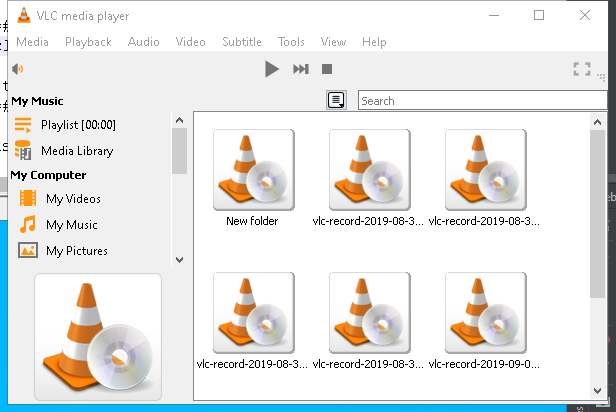 VLC media player
Media Playback Audio Video Subtitle Tools View Help
My Music
Search
Playlist [00:00]
Media Library
My Computer
My Videos
My Music
My Pictures
New folder vlc-record-2019-08-3... vlc-record-2019-08-3...
vlc-record-2019-08-3... vlc-record-2019-08-3... vlc-record-2019-09-0...